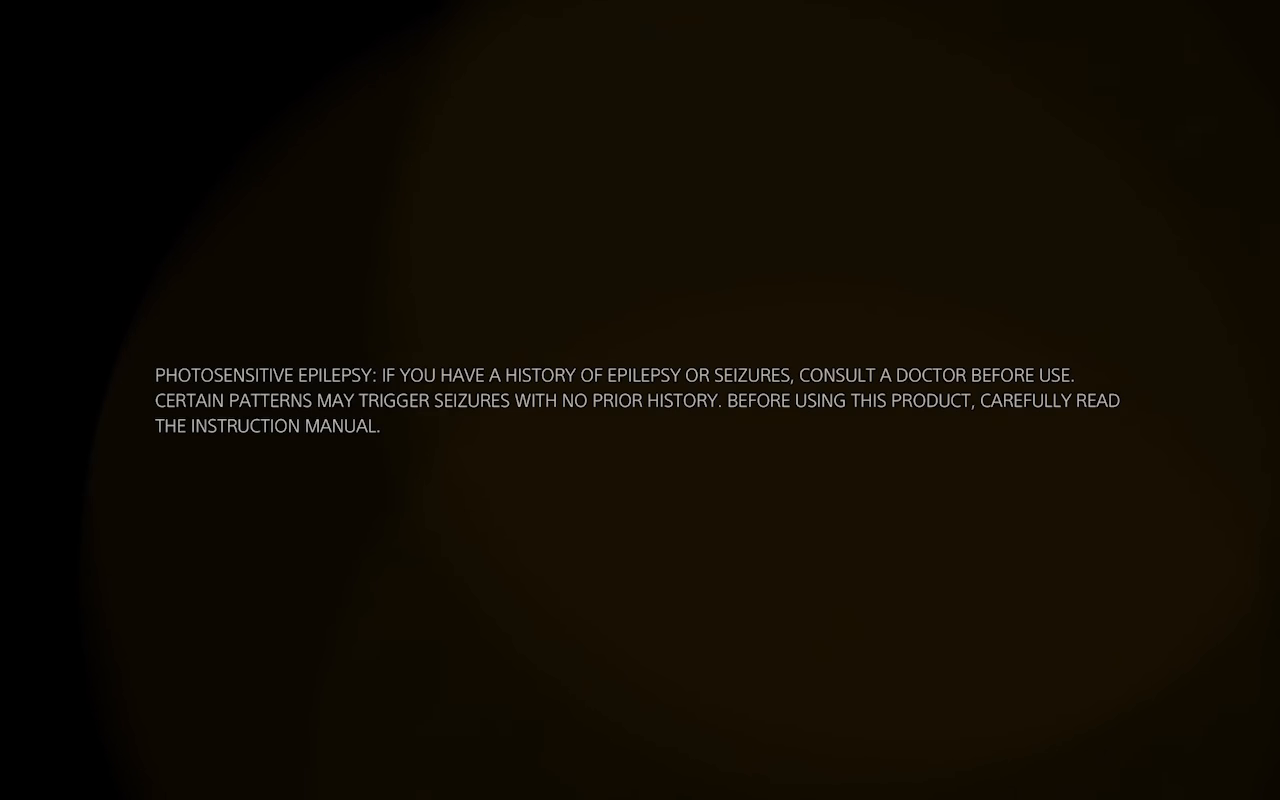 PHOTOSENSITIVE EPILEPSY: IF YOU HAVE A HISTORY OF EPILEPSY OR SEIZURES, CONSULT A DOCTOR BEFORE USE.
CERTAIN PATTERNS MAY TRIGGER SEIZURES WITH NO PRIOR HISTORY. BEFORE USING THIS PRODUCT, CAREFULLY READ
THE INSTRUCTION MANUAL.